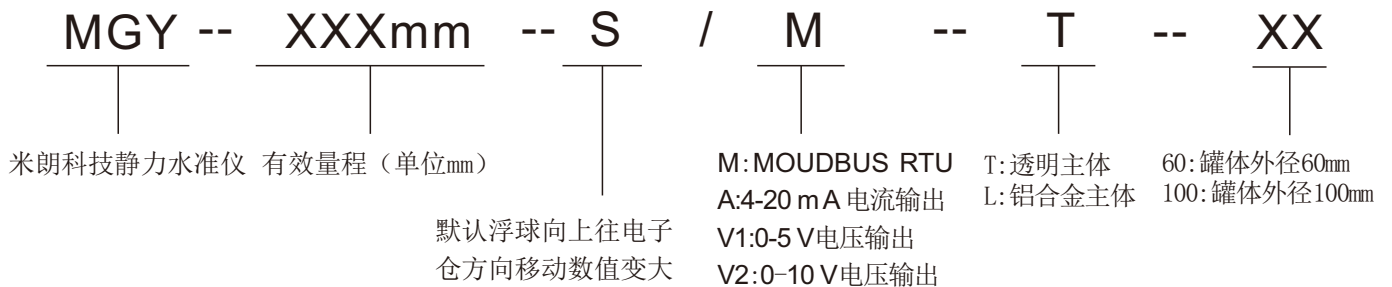 MGY -- XXXmm -- S / M -- T -- XX
米朗科技静力水准仪
有效量程（单位mm）
默认浮球向上往电子
仓方向移动数值变大
M:MOUDBUS RTU
A:4-20 mA 电流输出
V1:0-5 V电压输出
V2:0-10 V电压输出
T:透明主体
L:铝合金主体
60:罐体外径60mm
100:罐体外径100mm